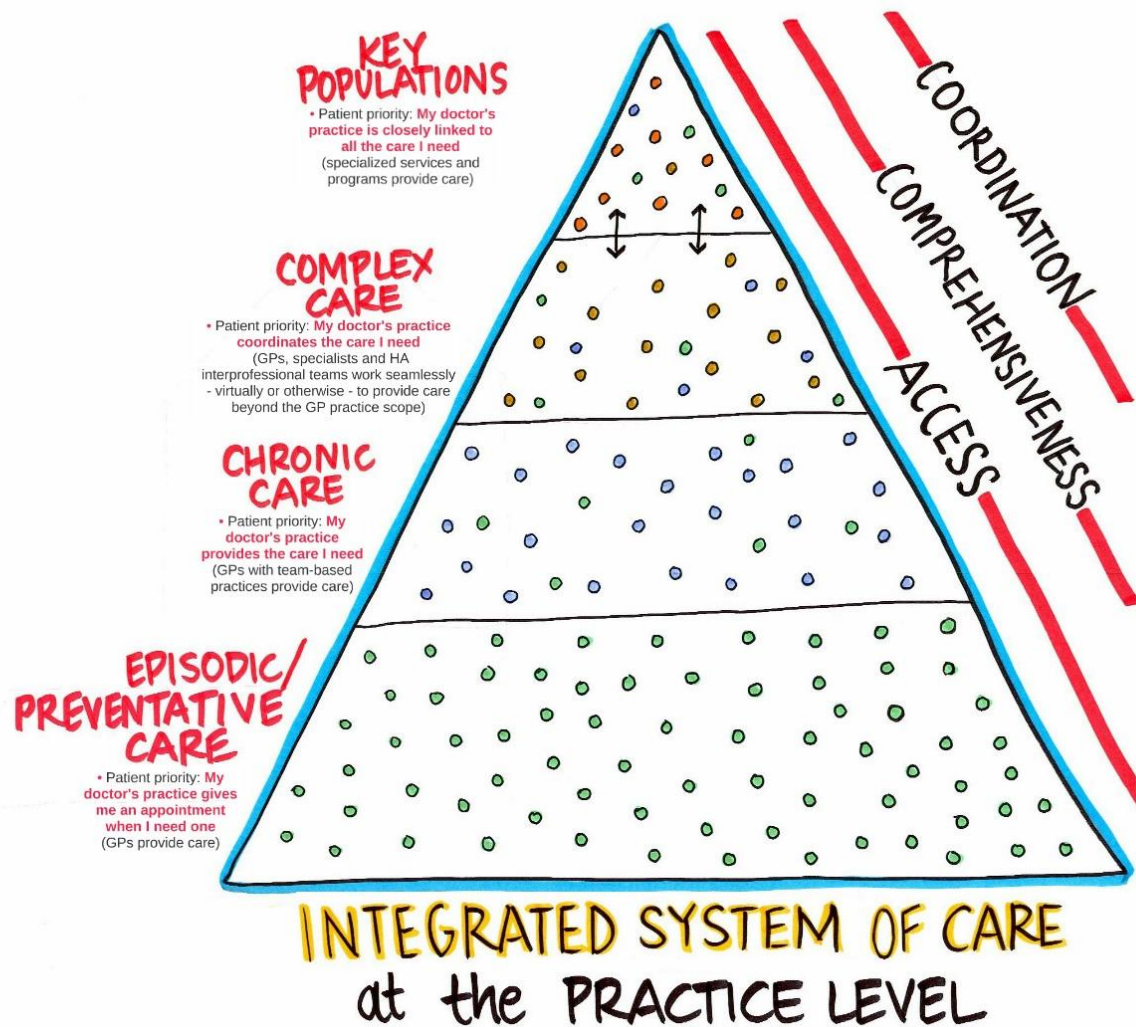 KEY
POPULATIONS
• Patient priority: My doctor's
practice is closely linked to
all the care I need
(specialized services and
programs provide care)
COMPLEX
CARE
• Patient priority: My doctor's practice
coordinates the care I need
(GPs, specialists and HA
interprofessional teams work seamlessly
- virtually or otherwise - to provide care
beyond the GP practice scope)
CHRONIC
CARE
• Patient priority: My
doctor's practice
provides the care I need
(GPs with team-based
practices provide care)
EPISODIC/
PREVENTATIVE
CARE
• Patient priority: My
doctor's practice gives
me an appointment
when I need one
(GPs provide care)
COORDINATION
COMPREHENSIVENESS
ACCESS
INTEGRATED SYSTEM OF CARE
at the PRACTICE LEVEL